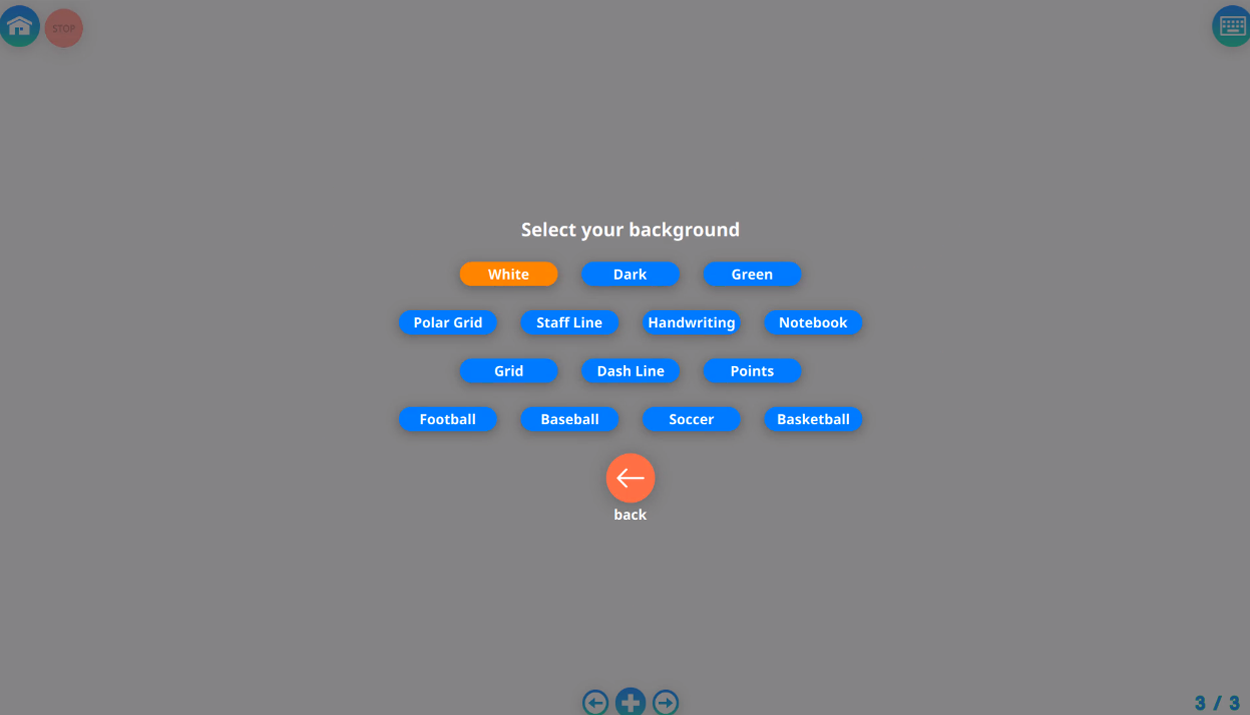 STOP
Select your background
White Dark Green
Polar Grid Staff Line Handwriting Notebook
Grid Dash Line Points
Football Baseball Soccer Basketball
back
3 / 3